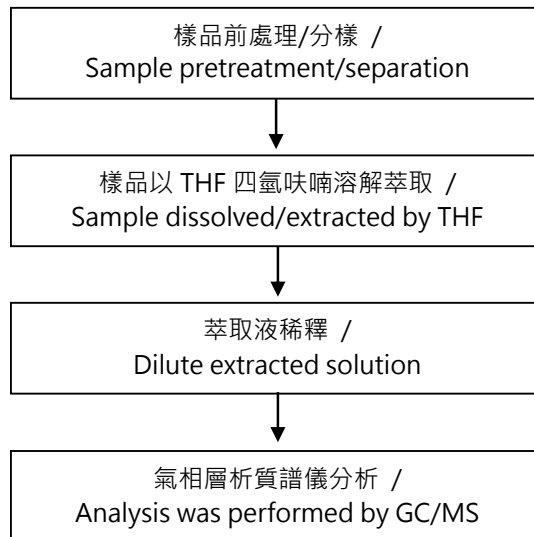 樣品前處理/分樣 /
Sample pretreatment/separation
樣品以 THF 四氫呋喃溶解萃取 /
Sample dissolved/extracted by THF
萃取液稀釋 /
Dilute extracted solution
氣相層析質譜儀分析 /
Analysis was performed by GC/MS